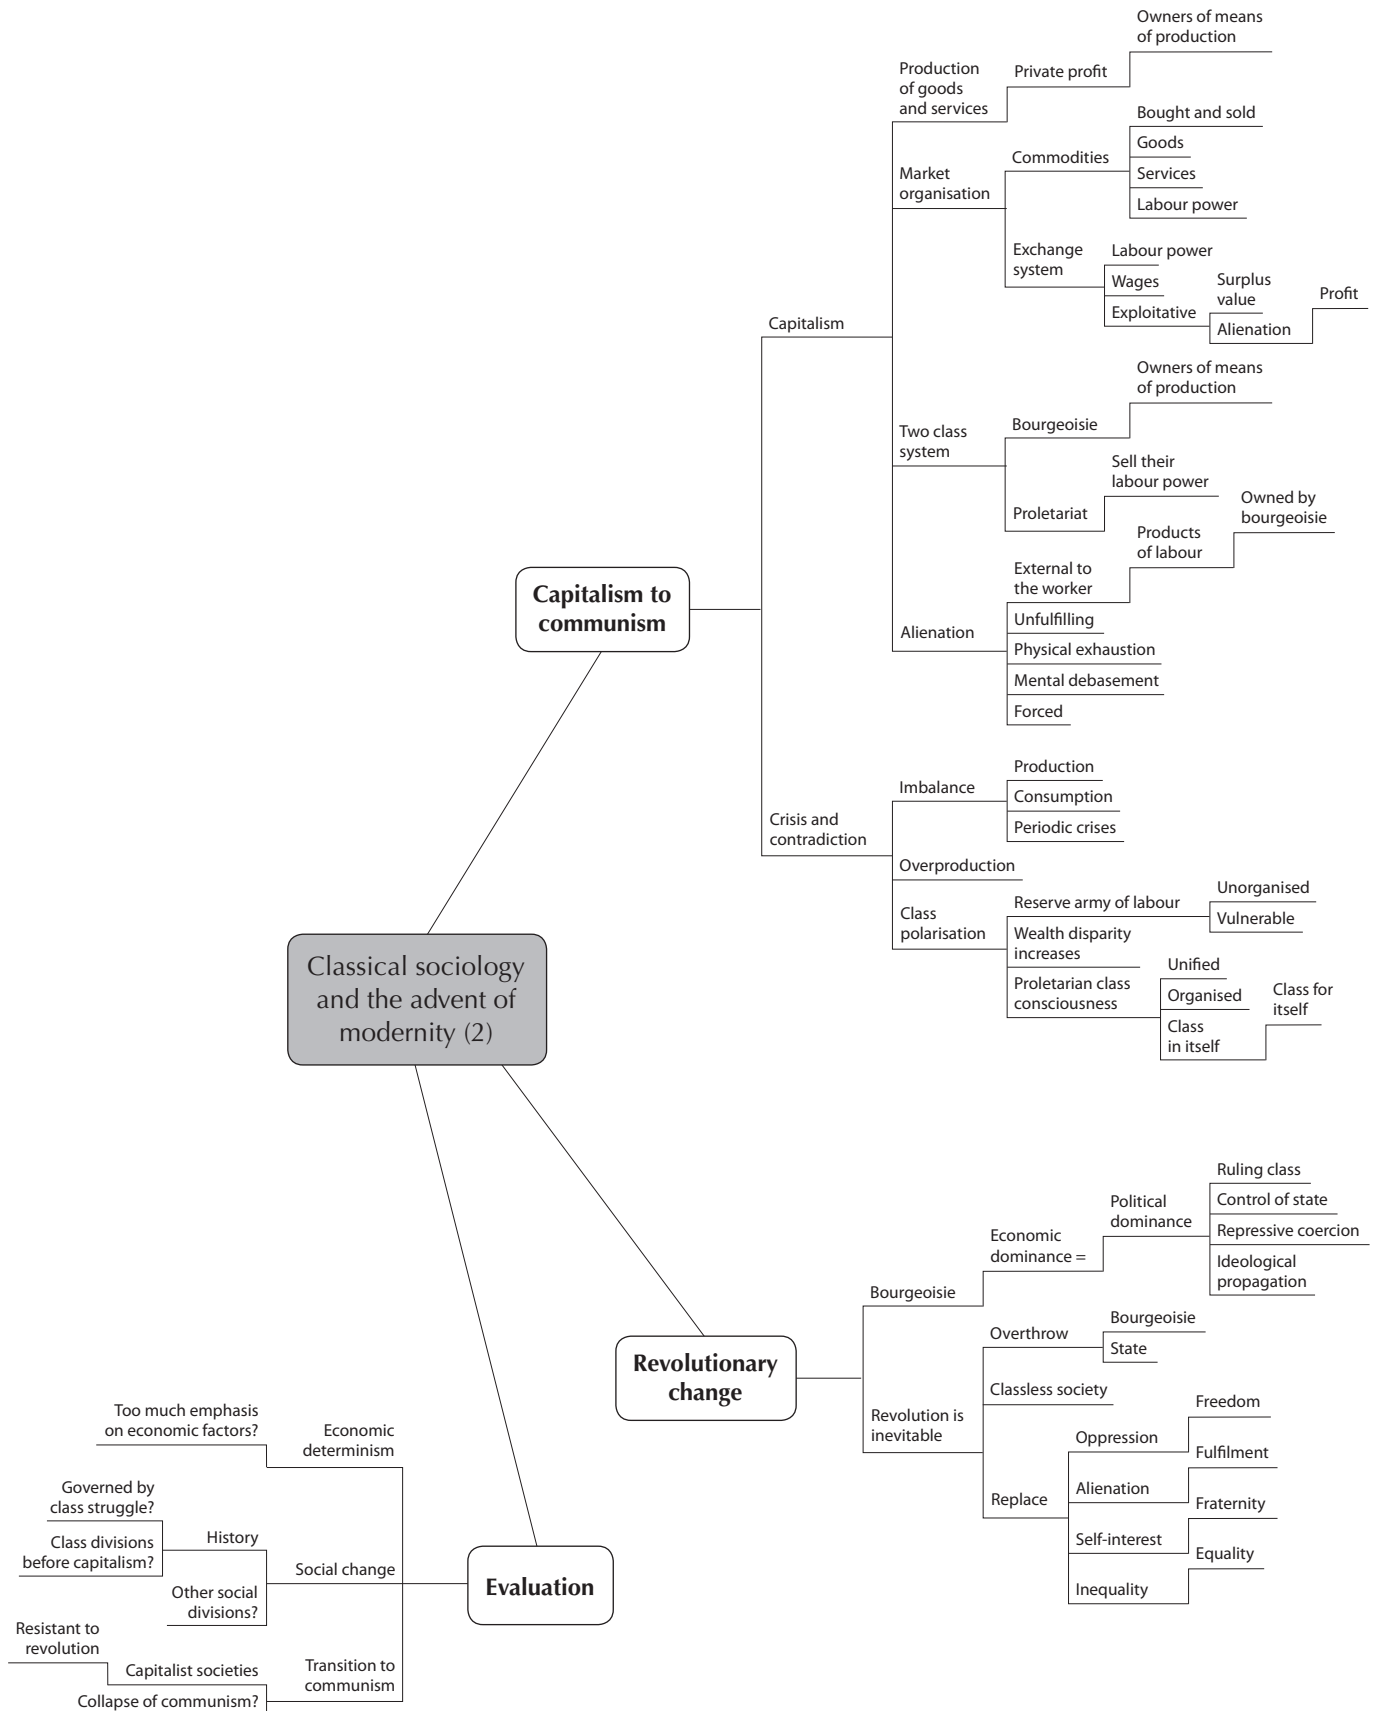 Owners of means
of production
Production
of goods
and services
Private profit
Bought and sold
Goods
Services
Labour power
Commodities
Market
organisation
Exchange
system
Labour power
Wages
Exploitative
Surplus
value
Alienation
Profit
Capitalism
Owners of means
of production
Bourgeoisie
Two class
system
Sell their
labour power
Proletariat
Owned by
bourgeoisie
Products
of labour
External to
the worker
Unfulfilling
Alienation
Physical exhaustion
Mental debasement
Forced
Capitalism to
communism
Production
Imbalance
Consumption
Periodic crises
Crisis and
contradiction
Overproduction
Class
polarisation
Reserve army of labour
Unorganised
Vulnerable
Wealth disparity
increases
Proletarian class
consciousness
Unified
Organised
Class
in itself
Class for
itself
Classical sociology
and the advent of
modernity (2)
Ruling class
Control of state
Repressive coercion
Ideological
propagation
Political
dominance
Economic
dominance =
Bourgeoisie
Overthrow
Bourgeoisie
State
Revolutionary
change
Classless society
Revolution is
inevitable
Replace
Oppression
Freedom
Alienation
Fulfilment
Self-interest
Fraternity
Inequality
Equality
Too much emphasis
on economic factors?
Economic
determinism
Governed by
class struggle?
History
Class divisions
before capitalism?
Social change
Other social
divisions?
Evaluation
Resistant to
revolution
Capitalist societies
Transition to
communism
Collapse of communism?